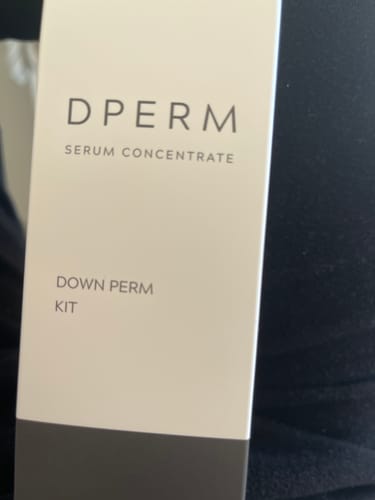 DPERM
SERUM CONCENTRATE
DOWN PERM
KIT